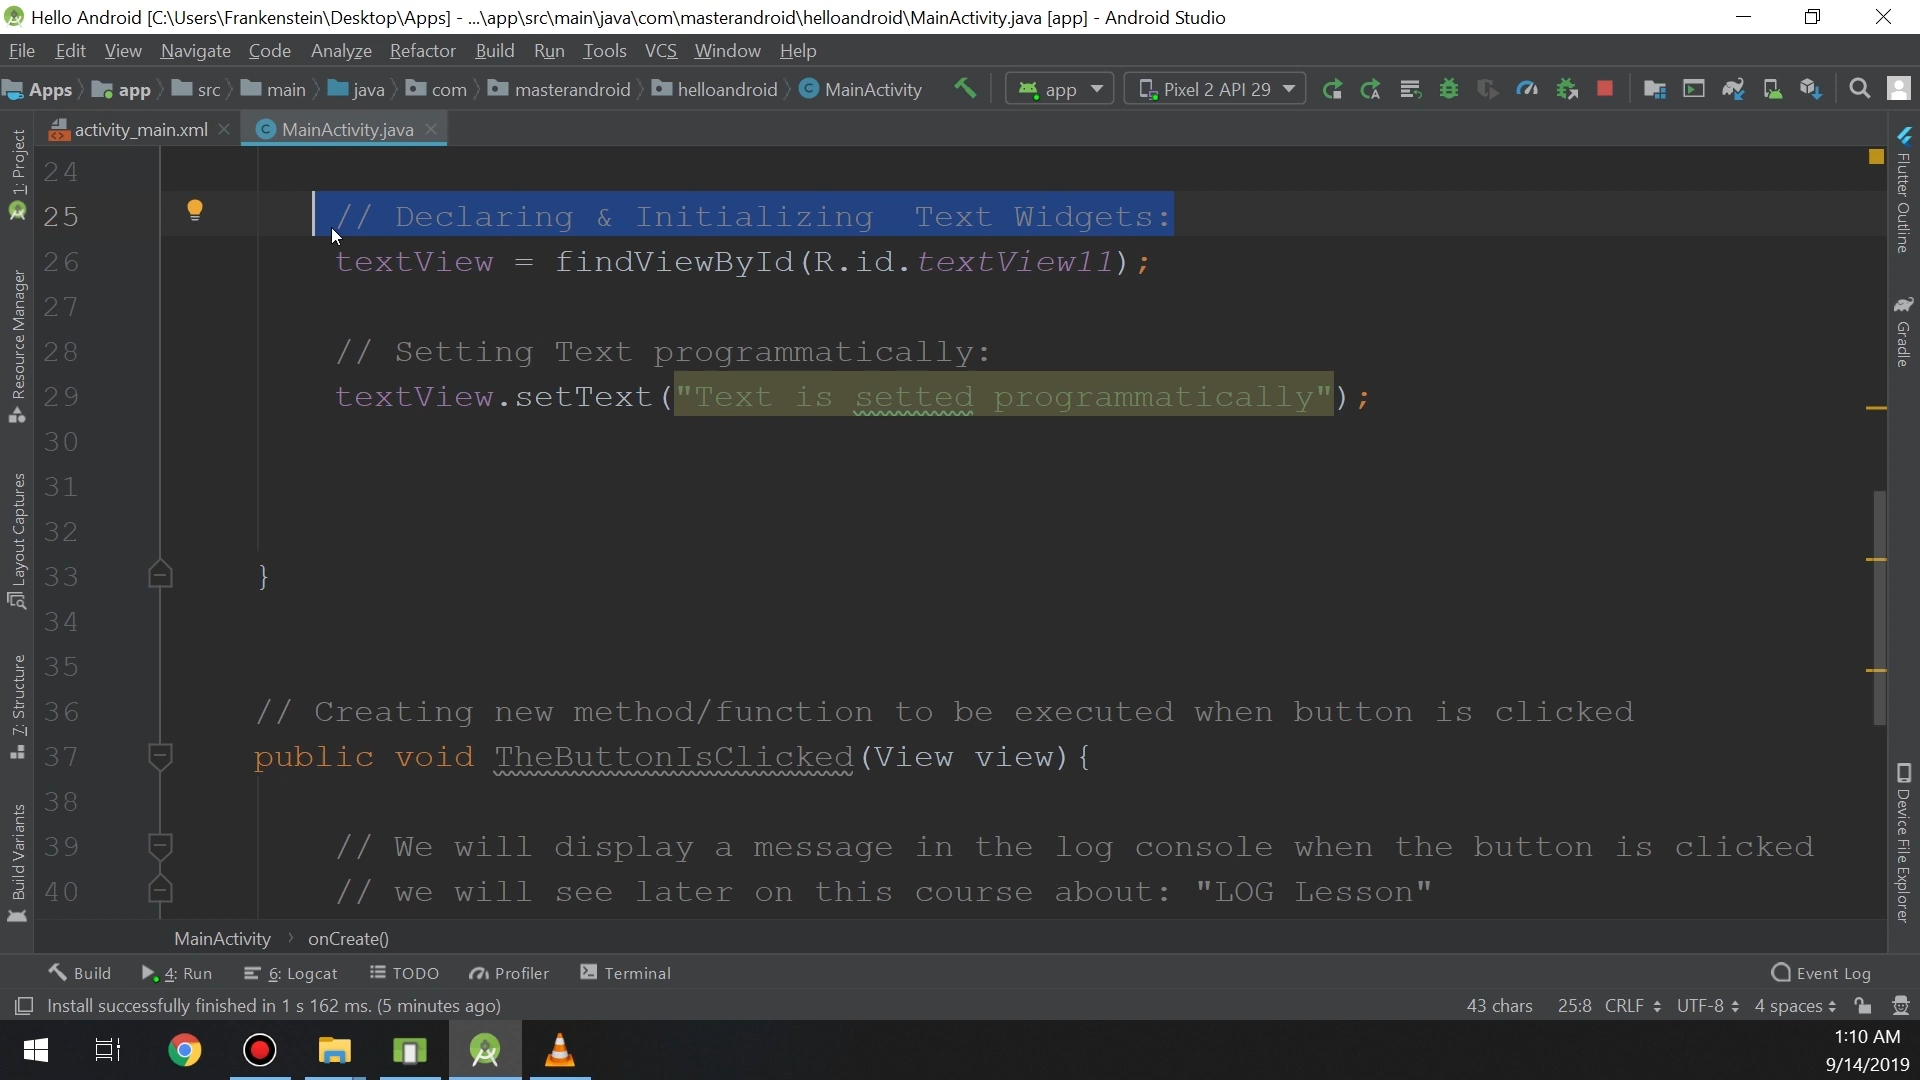 Hello Android [C:\Users\Frankenstein\Desktop\Apps] - ...\app\src\main\java\com\masterandroid\helloandroid\MainActivity.java [app] - Android Studio
File Edit View Navigate Code Analyze Refactor Build Run Tools VCS Window Help
Apps app src main java com masterandroid helloandroid MainActivity app Pixel 2 API 29
activity_main.xml MainActivity.java
24
25 // Declaring & Initializing  Text Widgets:
26 textView = findViewById(R.id.textView11);
27
28 // Setting Text programmatically:
29 textView.setText("Text is setted programmatically");
30
31
32
33 }
34
35
36 // Creating new method/function to be executed when button is clicked
37 public void TheButtonIsClicked(View view){
38
39 // We will display a message in the log console when the button is clicked
40 // we will see later on this course about: "LOG Lesson"
1: Project
Resource Manager
Layout Captures
7: Structure
Build Variants
Flutter Outline
Gradle
Device File Explorer
MainActivity onCreate()
Build 4: Run 6: Logcat TODO Profiler Terminal Event Log
Install successfully finished in 1 s 162 ms. (5 minutes ago) 43 chars 25:8 CRLF UTF-8 4 spaces
1:10 AM
9/14/2019